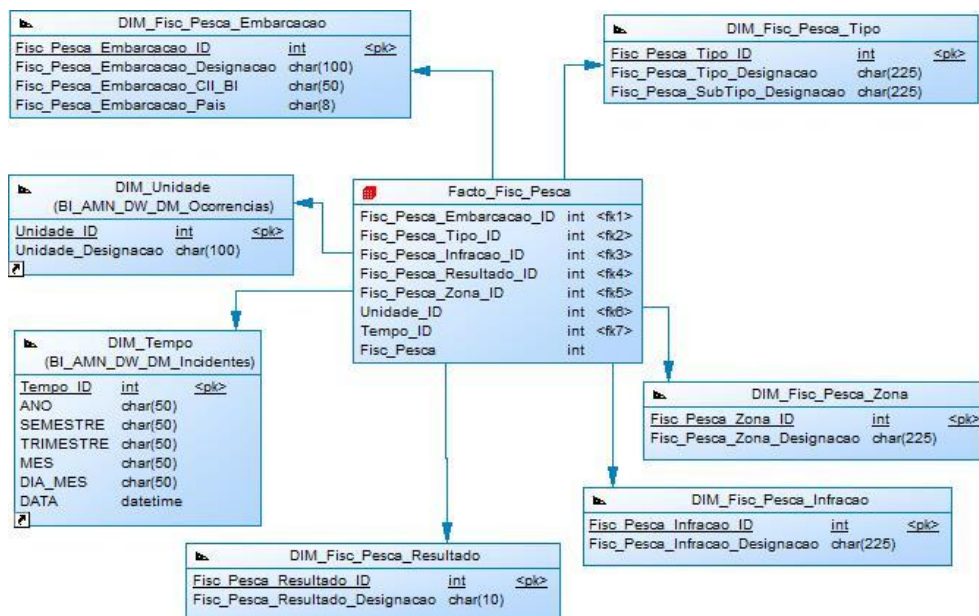 DIM_Fisc_Pesca_Embarcacao
Fisc_Pesca_Embarcacao_ID int <pk>
Fisc_Pesca_Embarcacao_Designacao char(100)
Fisc_Pesca_Embarcacao_CII_BI char(50)
Fisc_Pesca_Embarcacao_Pais char(8)
DIM_Fisc_Pesca_Tipo
Fisc_Pesca_Tipo_ID int <pk>
Fisc_Pesca_Tipo_Designacao char(225)
Fisc_Pesca_SubTipo_Designacao char(225)
DIM_Unidade
(BI_AMN_DW_DM_Ocorrencias)
Unidade_ID int <pk>
Unidade_Designacao char(100)
Facto_Fisc_Pesca
Fisc_Pesca_Embarcacao_ID int <fk1>
Fisc_Pesca_Tipo_ID int <fk2>
Fisc_Pesca_Infracao_ID int <fk3>
Fisc_Pesca_Resultado_ID int <fk4>
Fisc_Pesca_Zona_ID int <fk5>
Unidade_ID int <fk6>
Tempo_ID int <fk7>
Fisc_Pesca int
DIM_Tempo
(BI_AMN_DW_DM_Incidentes)
Tempo_ID int <pk>
ANO char(50)
SEMESTRE char(50)
TRIMESTRE char(50)
MES char(50)
DIA_MES char(50)
DATA datetime
DIM_Fisc_Pesca_Zona
Fisc_Pesca_Zona_ID int <pk>
Fisc_Pesca_Zona_Designacao char(225)
DIM_Fisc_Pesca_Infracao
Fisc_Pesca_Infracao_ID int <pk>
Fisc_Pesca_Infracao_Designacao char(225)
DIM_Fisc_Pesca_Resultado
Fisc_Pesca_Resultado_ID int <pk>
Fisc_Pesca_Resultado_Designacao char(10)